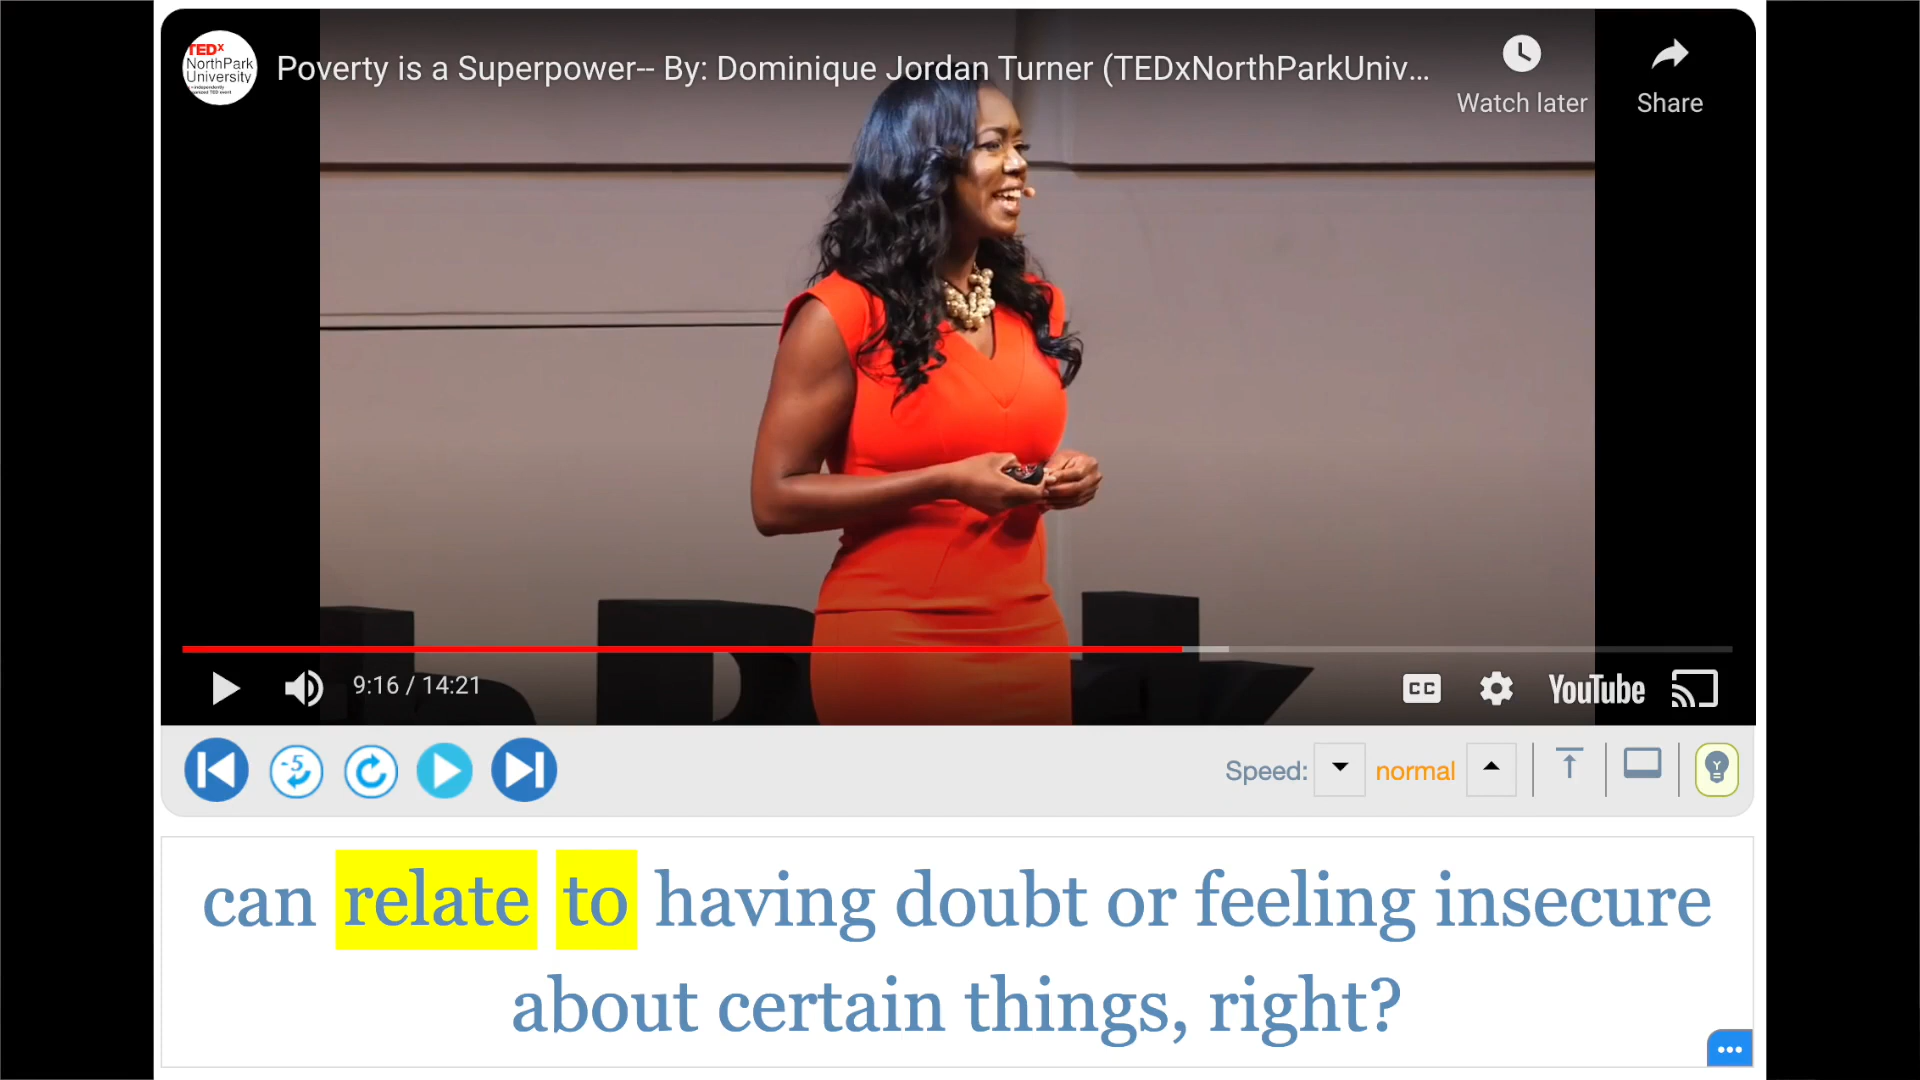 TEDx
NorthPark
University
Poverty is a Superpower-- By: Dominique Jordan Turner (TEDxNorthParkUniv...
Watch later
Share
9:16 / 14:21
CC
YouTube
-5
Speed:
normal
can relate to having doubt or feeling insecure
about certain things, right?